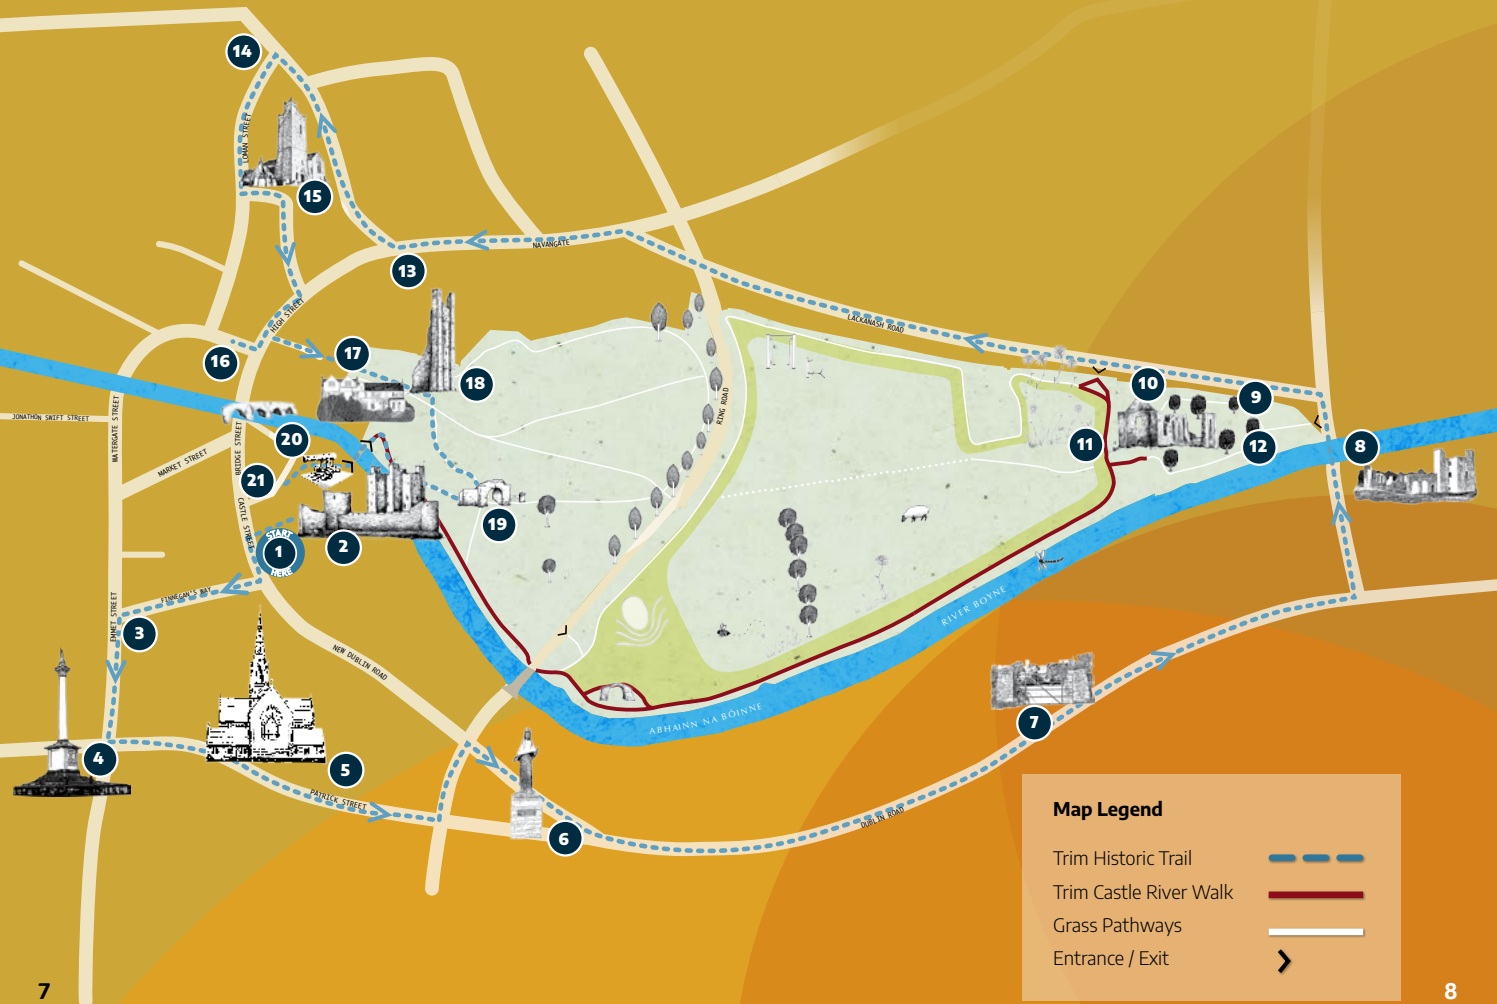 14
LOMAN STREET
15
NAVANGATE
13
HIGH STREET
LACKANASH ROAD
16
17
18
10
9
RING ROAD
JONATHON SWIFT STREET
WATERGATE STREET
MARKET STREET
BRIDGE STREET
20
11
12
8
21
CASTLE STREET
19
START
1
HERE
2
FINNEGAN'S WAY
EMMET STREET
3
RIVER BOYNE
NEW DUBLIN ROAD
ABHAINN NA BÓINNE
7
4
5
PATRICK STREET
6
DUBLIN ROAD
Map Legend
Trim Historic Trail
Trim Castle River Walk
Grass Pathways
Entrance / Exit
7
8